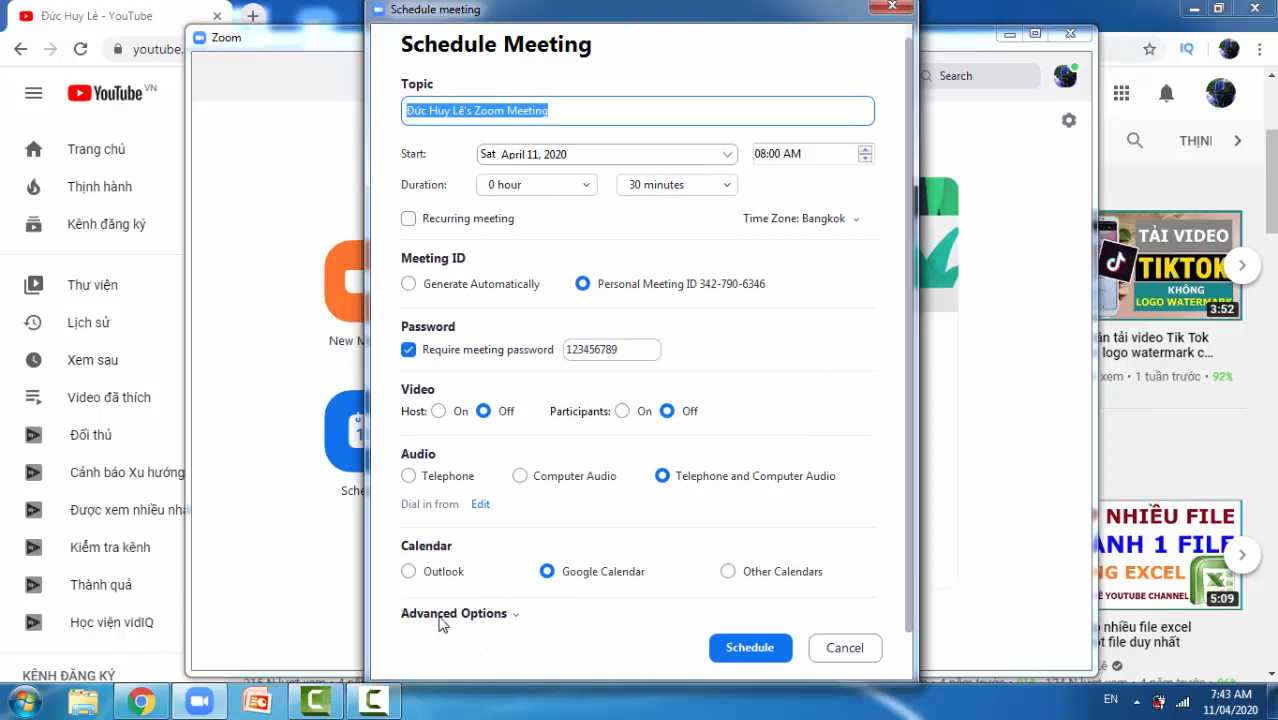 Đức Huy Lê - YouTube
youtube.
YouTube VN
Trang chủ
Thịnh hành
Kênh đăng ký
Thư viện
Lịch sử
Xem sau
Video đã thích
Đối thủ
Cảnh báo Xu hướng
Được xem nhiều nh
Kiểm tra kênh
Thành quả
Học viện vidIQ
KÊNH ĐĂNG KÝ
Zoom
Search
New M
Sche
Schedule meeting
Schedule Meeting
Topic
Đức Huy Lê's Zoom Meeting
Start: Sat April 11, 2020 08:00 AM
Duration: 0 hour 30 minutes
Recurring meeting Time Zone: Bangkok
Meeting ID
Generate Automatically Personal Meeting ID 342-790-6346
Password
Require meeting password 123456789
Video
Host: On Off Participants: On Off
Audio
Telephone Computer Audio Telephone and Computer Audio
Dial in from Edit
Calendar
Outlook Google Calendar Other Calendars
Advanced Options
Schedule Cancel
IQ
THỊNI
TẢI VIDEO
TIKTOK
KHÔNG
LOGO WATERMARK
3:52
ản tải video Tik Tok
logo watermark c...
xem • 1 tuần trước • 92%
P NHIỀU FILE
ÀNH 1 FILE
NG EXCEL
Ê YOUTUBE CHANNEL
5:09
nhiều file excel
ột file duy nhất
ê
EN
7:43 AM
11/04/2020